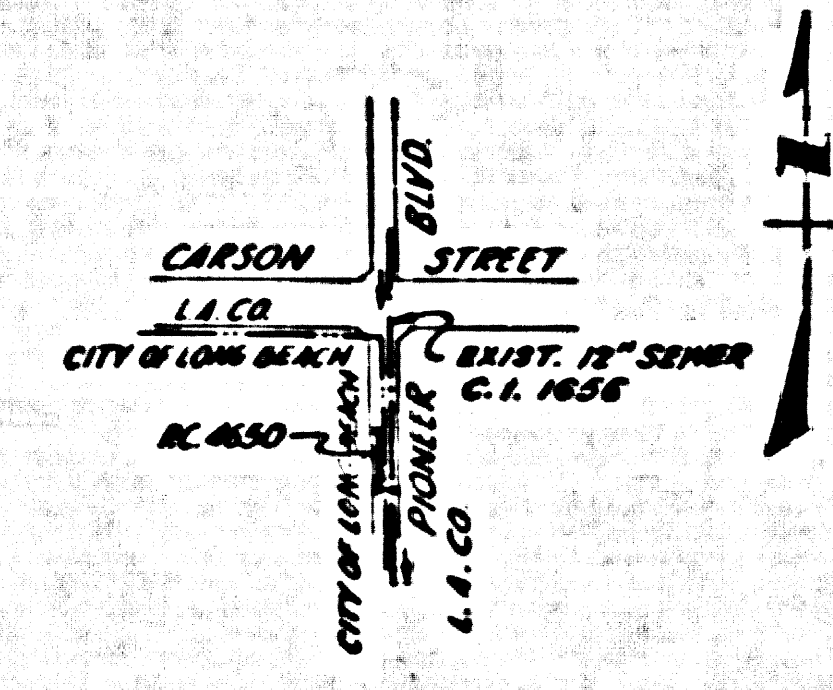 BLVD.
CARSON STREET
L.A. CO.
CITY OF LONG BEACH
EXIST. 12" SEWER
C.I. 1656
CITY OF LONG BEACH
PIONEER
L.A. CO.